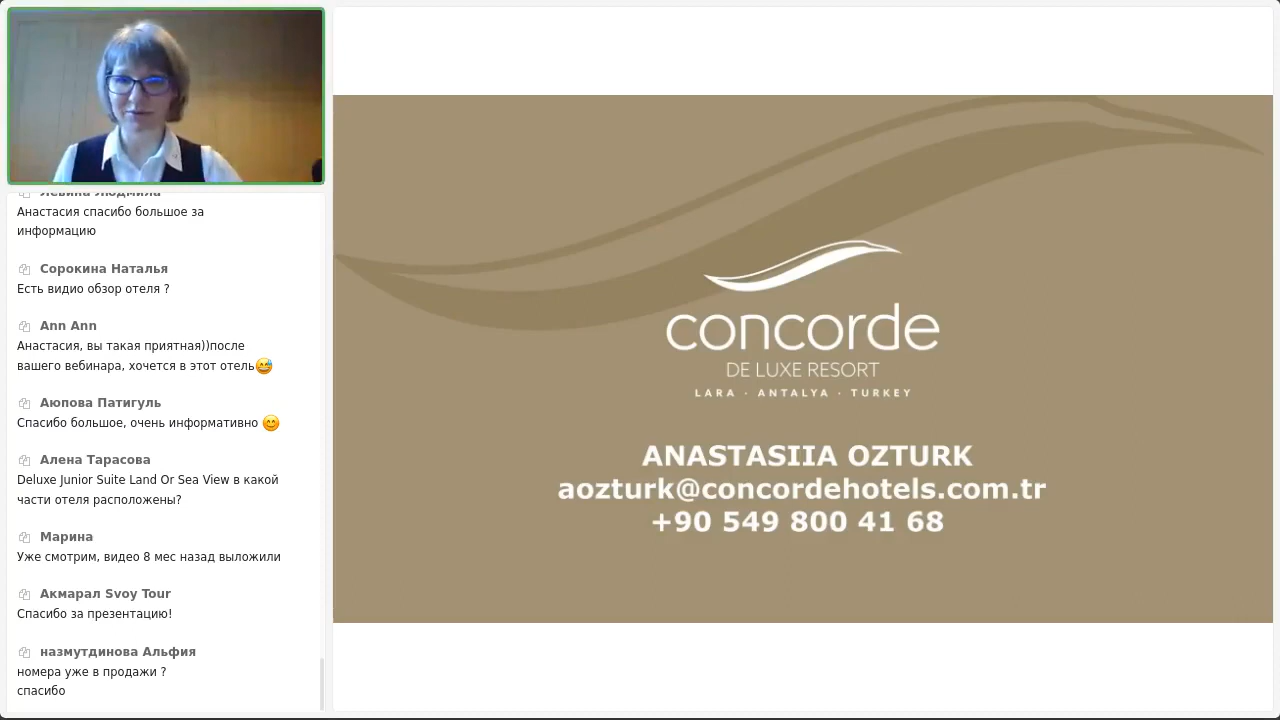 Левина Людмила
Анастасия спасибо большое за
информацию
Сорокина Наталья
Есть видио обзор отеля ?
Ann Ann
Анастасия, вы такая приятная))после
вашего вебинара, хочется в этот отель😅
Аюпова Патигуль
Спасибо большое, очень информативно 😊
Алена Тарасова
Deluxe Junior Suite Land Or Sea View в какой
части отеля расположены?
Марина
Уже смотрим, видео 8 мес назад выложили
Акмарал Svoy Tour
Спасибо за презентацию!
назмутдинова Альфия
номера уже в продажи ?
спасибо
concorde
DE LUXE RESORT
LARA · ANTALYA · TURKEY
ANASTASIIA OZTURK
aozturk@concordehotels.com.tr
+90 549 800 41 68